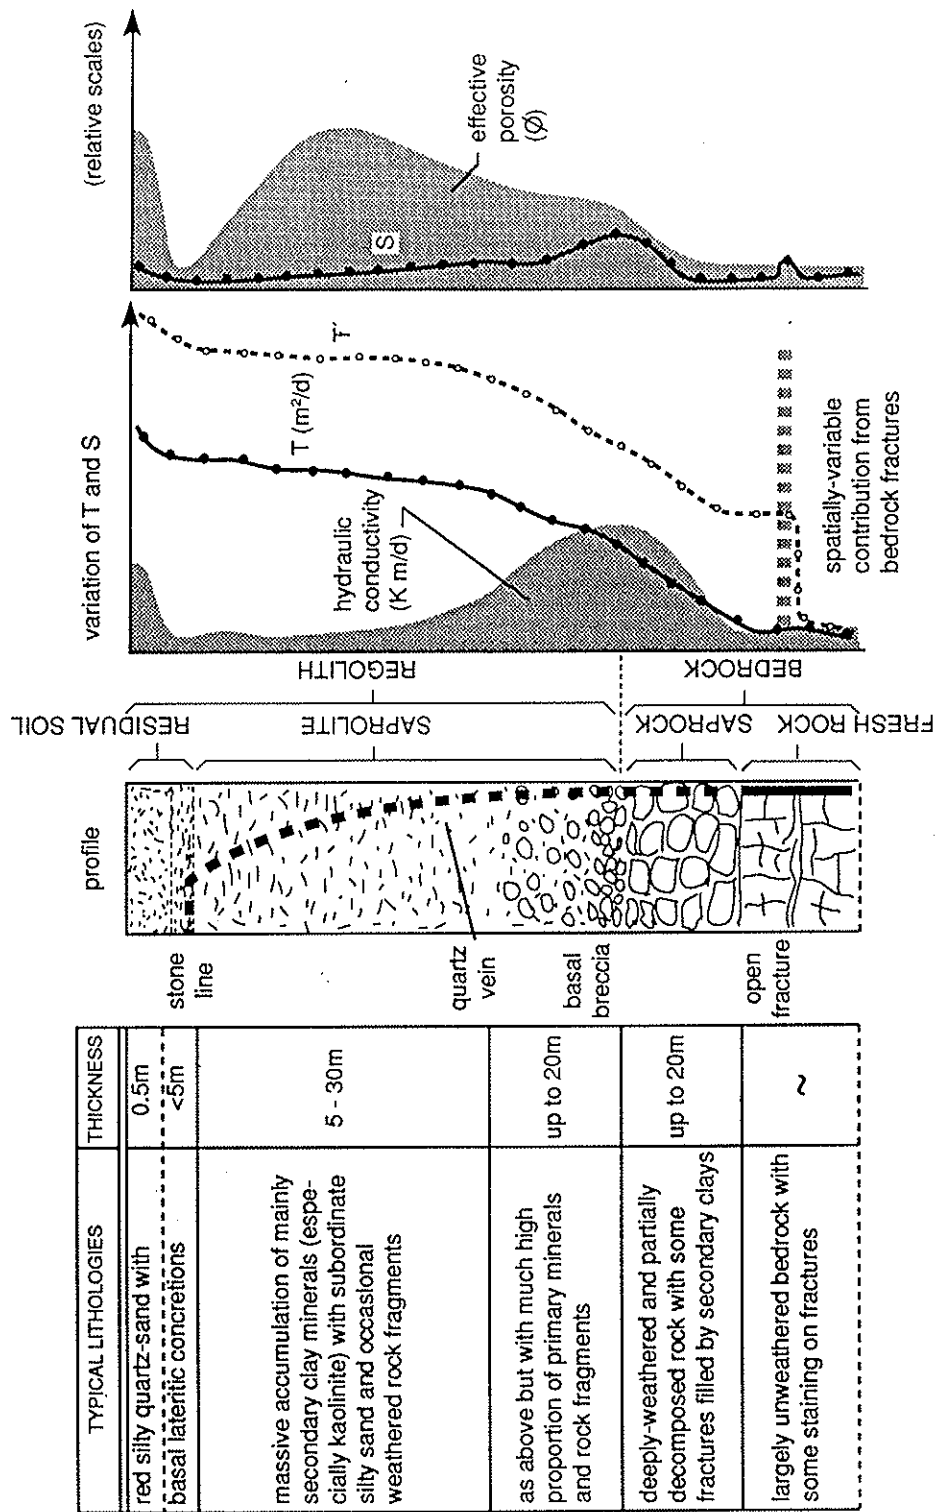 TYPICAL LITHOLOGIES
THICKNESS
red silty quartz-sand with
basal lateritic concretions
0.5m
<5m
massive accumulation of mainly
secondary clay minerals (espe-
cially kaolinite) with subordinate
silty sand and occasional
weathered rock fragments
5 - 30m
as above but with much high
proportion of primary minerals
and rock fragments
up to 20m
deeply-weathered and partially
decomposed rock with some
fractures filled by secondary clays
up to 20m
largely unweathered bedrock with
some staining on fractures
~
profile
stone
line
quartz
vein
basal
breccia
open
fracture
RESIDUAL SOIL
SAPROLITE
SAPROCK
FRESH ROCK
REGOLITH
BEDROCK
variation of T and S
(relative scales)
hydraulic
conductivity
(K m/d)
T (m²/d)
T'
spatially-variable
contribution from
bedrock fractures
S
effective
porosity
(Ø)